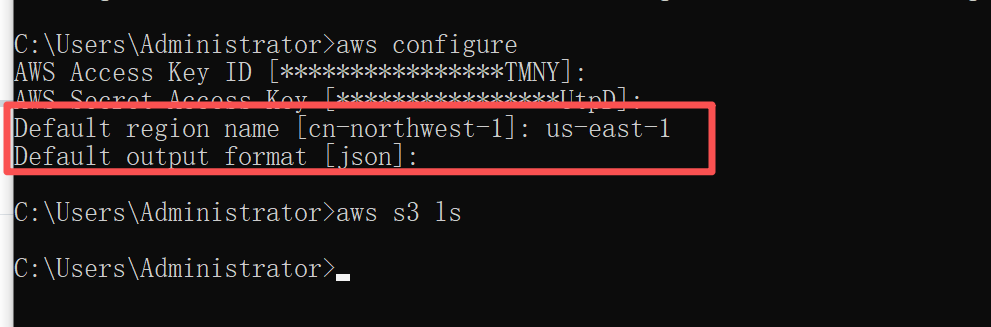 C:\Users\Administrator>aws configure
AWS Access Key ID [****************TMNY]:
AWS Secret Access Key [****************UtpD]:
Default region name [cn-northwest-1]: us-east-1
Default output format [json]:
C:\Users\Administrator>aws s3 ls
C:\Users\Administrator>